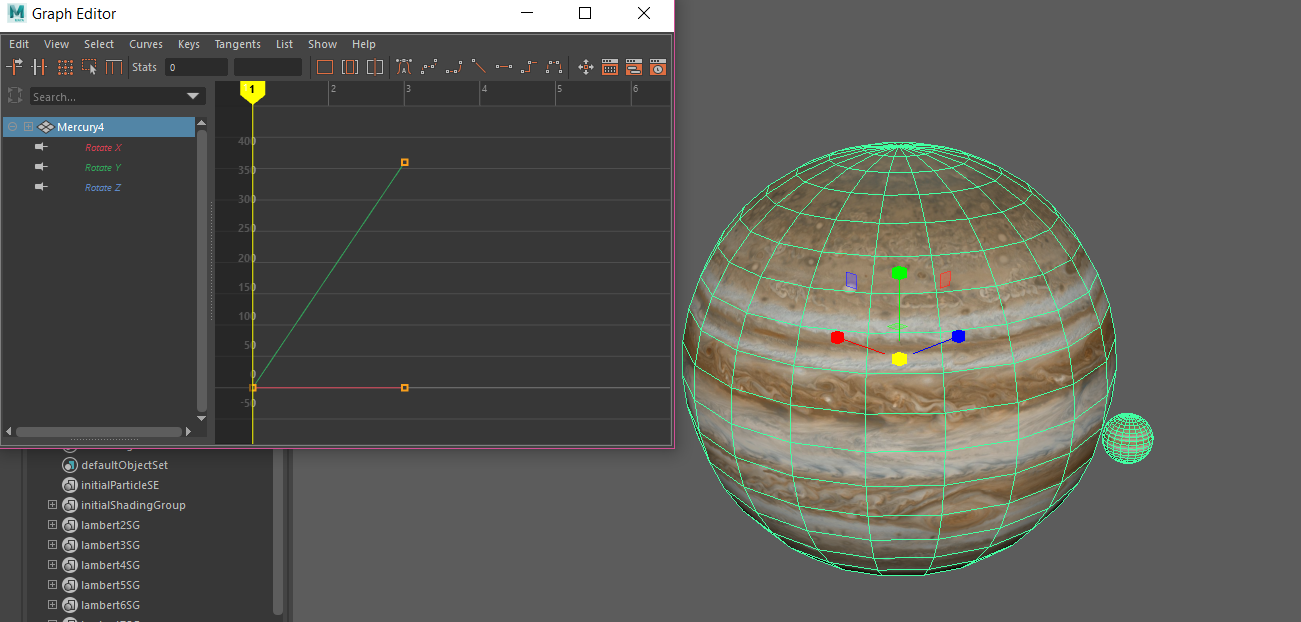 Graph Editor
Edit View Select Curves Keys Tangents List Show Help
Stats 0
Search...
1 2 3 4 5 6
Mercury4
Rotate X
Rotate Y
Rotate Z
400
350
300
250
200
150
100
50
0
-50
defaultObjectSet
initialParticleSE
initialShadingGroup
lambert2SG
lambert3SG
lambert4SG
lambert5SG
lambert6SG